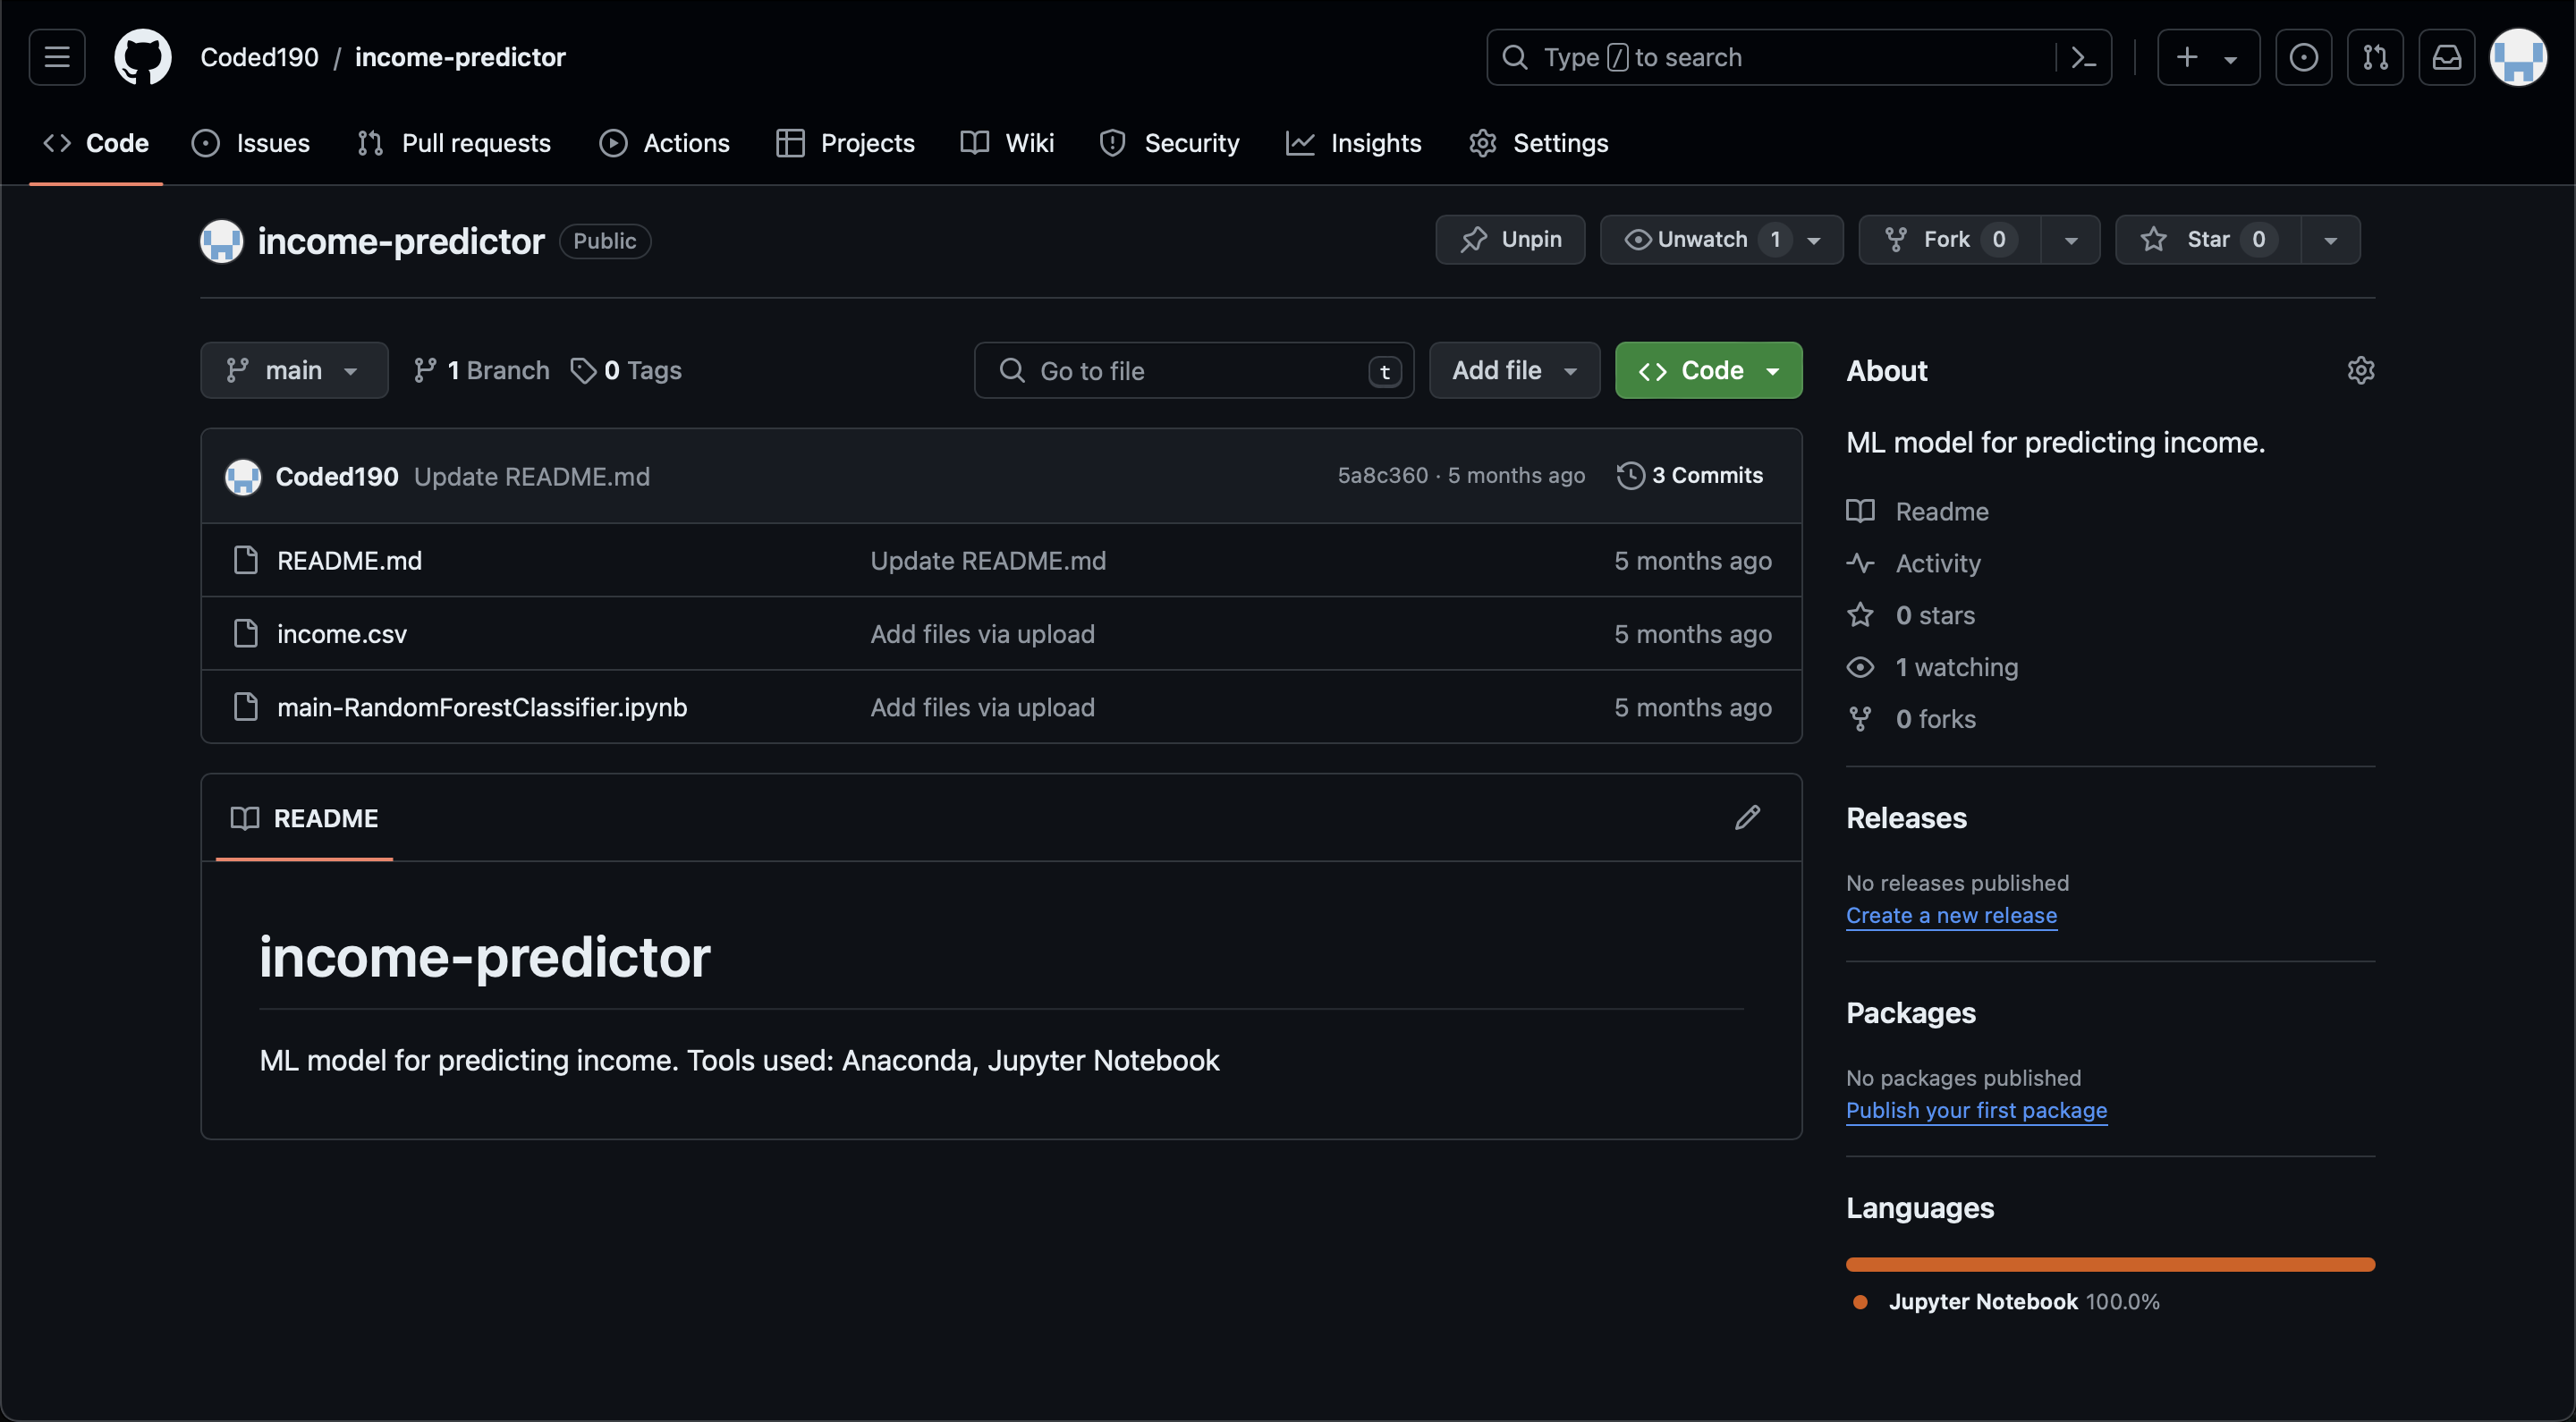 Coded190 / income-predictor
Type / to search
Code Issues Pull requests Actions Projects Wiki Security Insights Settings
income-predictor Public
Unpin Unwatch 1 Fork 0 Star 0
main 1 Branch 0 Tags
Go to file t Add file Code
Coded190 Update README.md 5a8c360 · 5 months ago 3 Commits
README.md Update README.md 5 months ago
income.csv Add files via upload 5 months ago
main-RandomForestClassifier.ipynb Add files via upload 5 months ago
README
income-predictor
ML model for predicting income. Tools used: Anaconda, Jupyter Notebook
About
ML model for predicting income.
Readme
Activity
0 stars
1 watching
0 forks
Releases
No releases published
Create a new release
Packages
No packages published
Publish your first package
Languages
Jupyter Notebook 100.0%